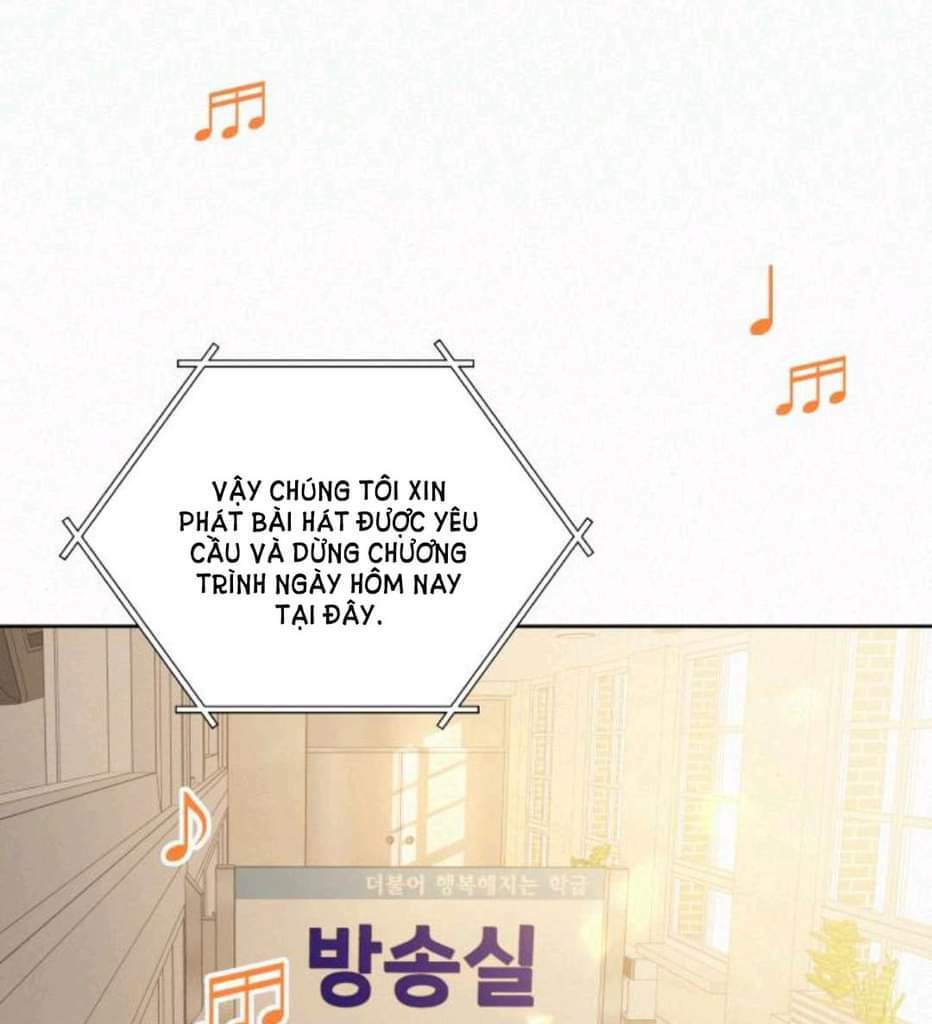 VẬY CHÚNG TÔI XIN
PHÁT BÀI HÁT ĐƯỢC YÊU
CẦU VÀ DỪNG CHƯƠNG
TRÌNH NGÀY HÔM NAY
TẠI ĐÂY.
더불어 행복해지는 학급
방송실